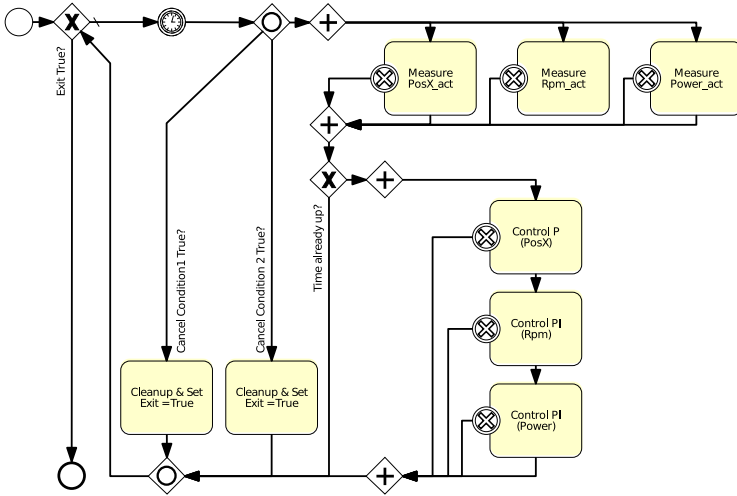 Exit True?
Measure
PosX_act
Measure
Rpm_act
Measure
Power_act
Time already up?
Cancel Condition1 True?
Cancel Condition 2 True?
Control P
(PosX)
Control PI
(Rpm)
Cleanup & Set
Exit =True
Cleanup & Set
Exit =True
Control PI
(Power)